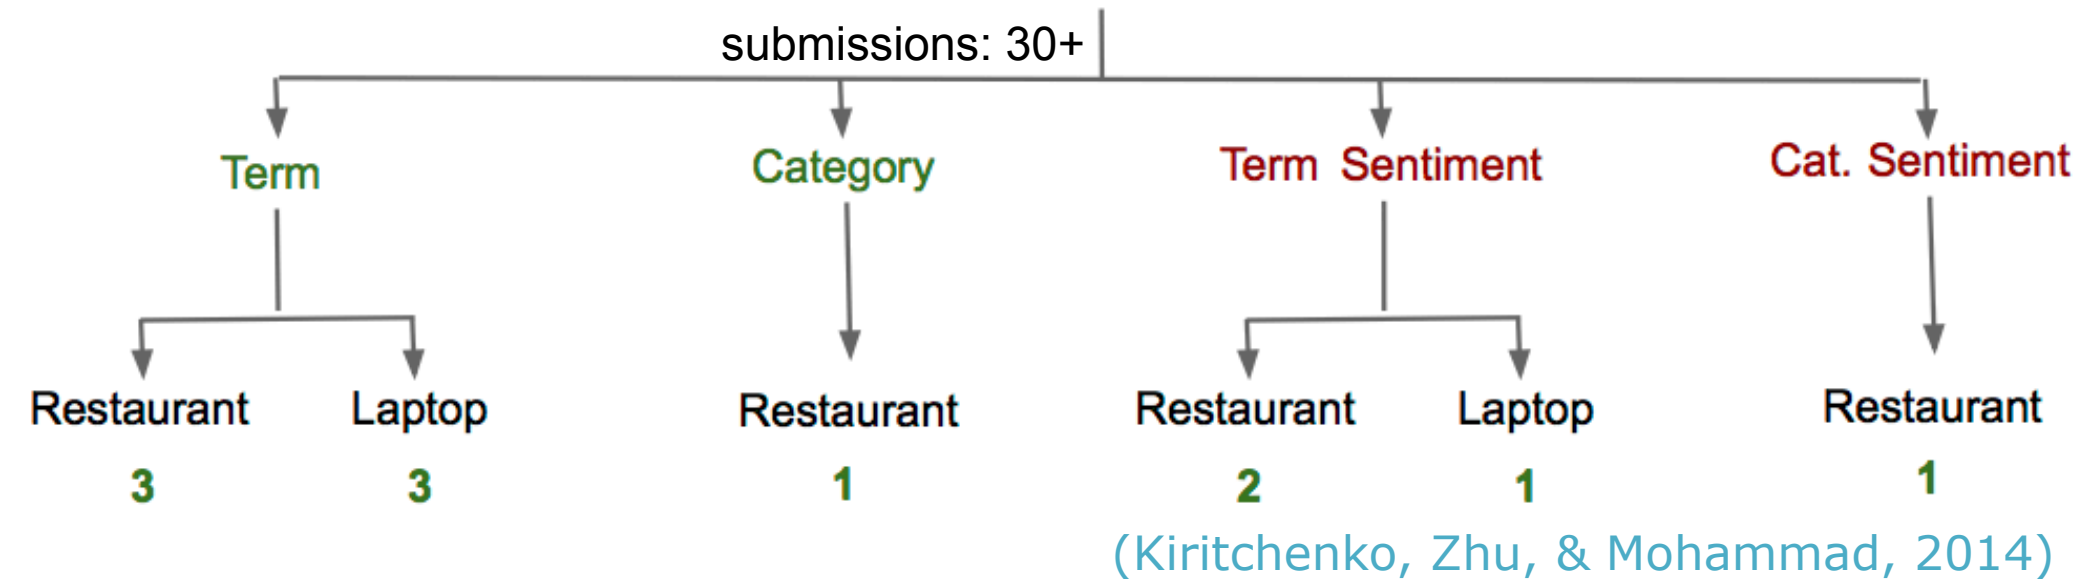 submissions: 30+
Term Category Term Sentiment Cat. Sentiment
Restaurant Laptop Restaurant Restaurant Laptop Restaurant
3 3 1 2 1 1
(Kiritchenko, Zhu, & Mohammad, 2014)